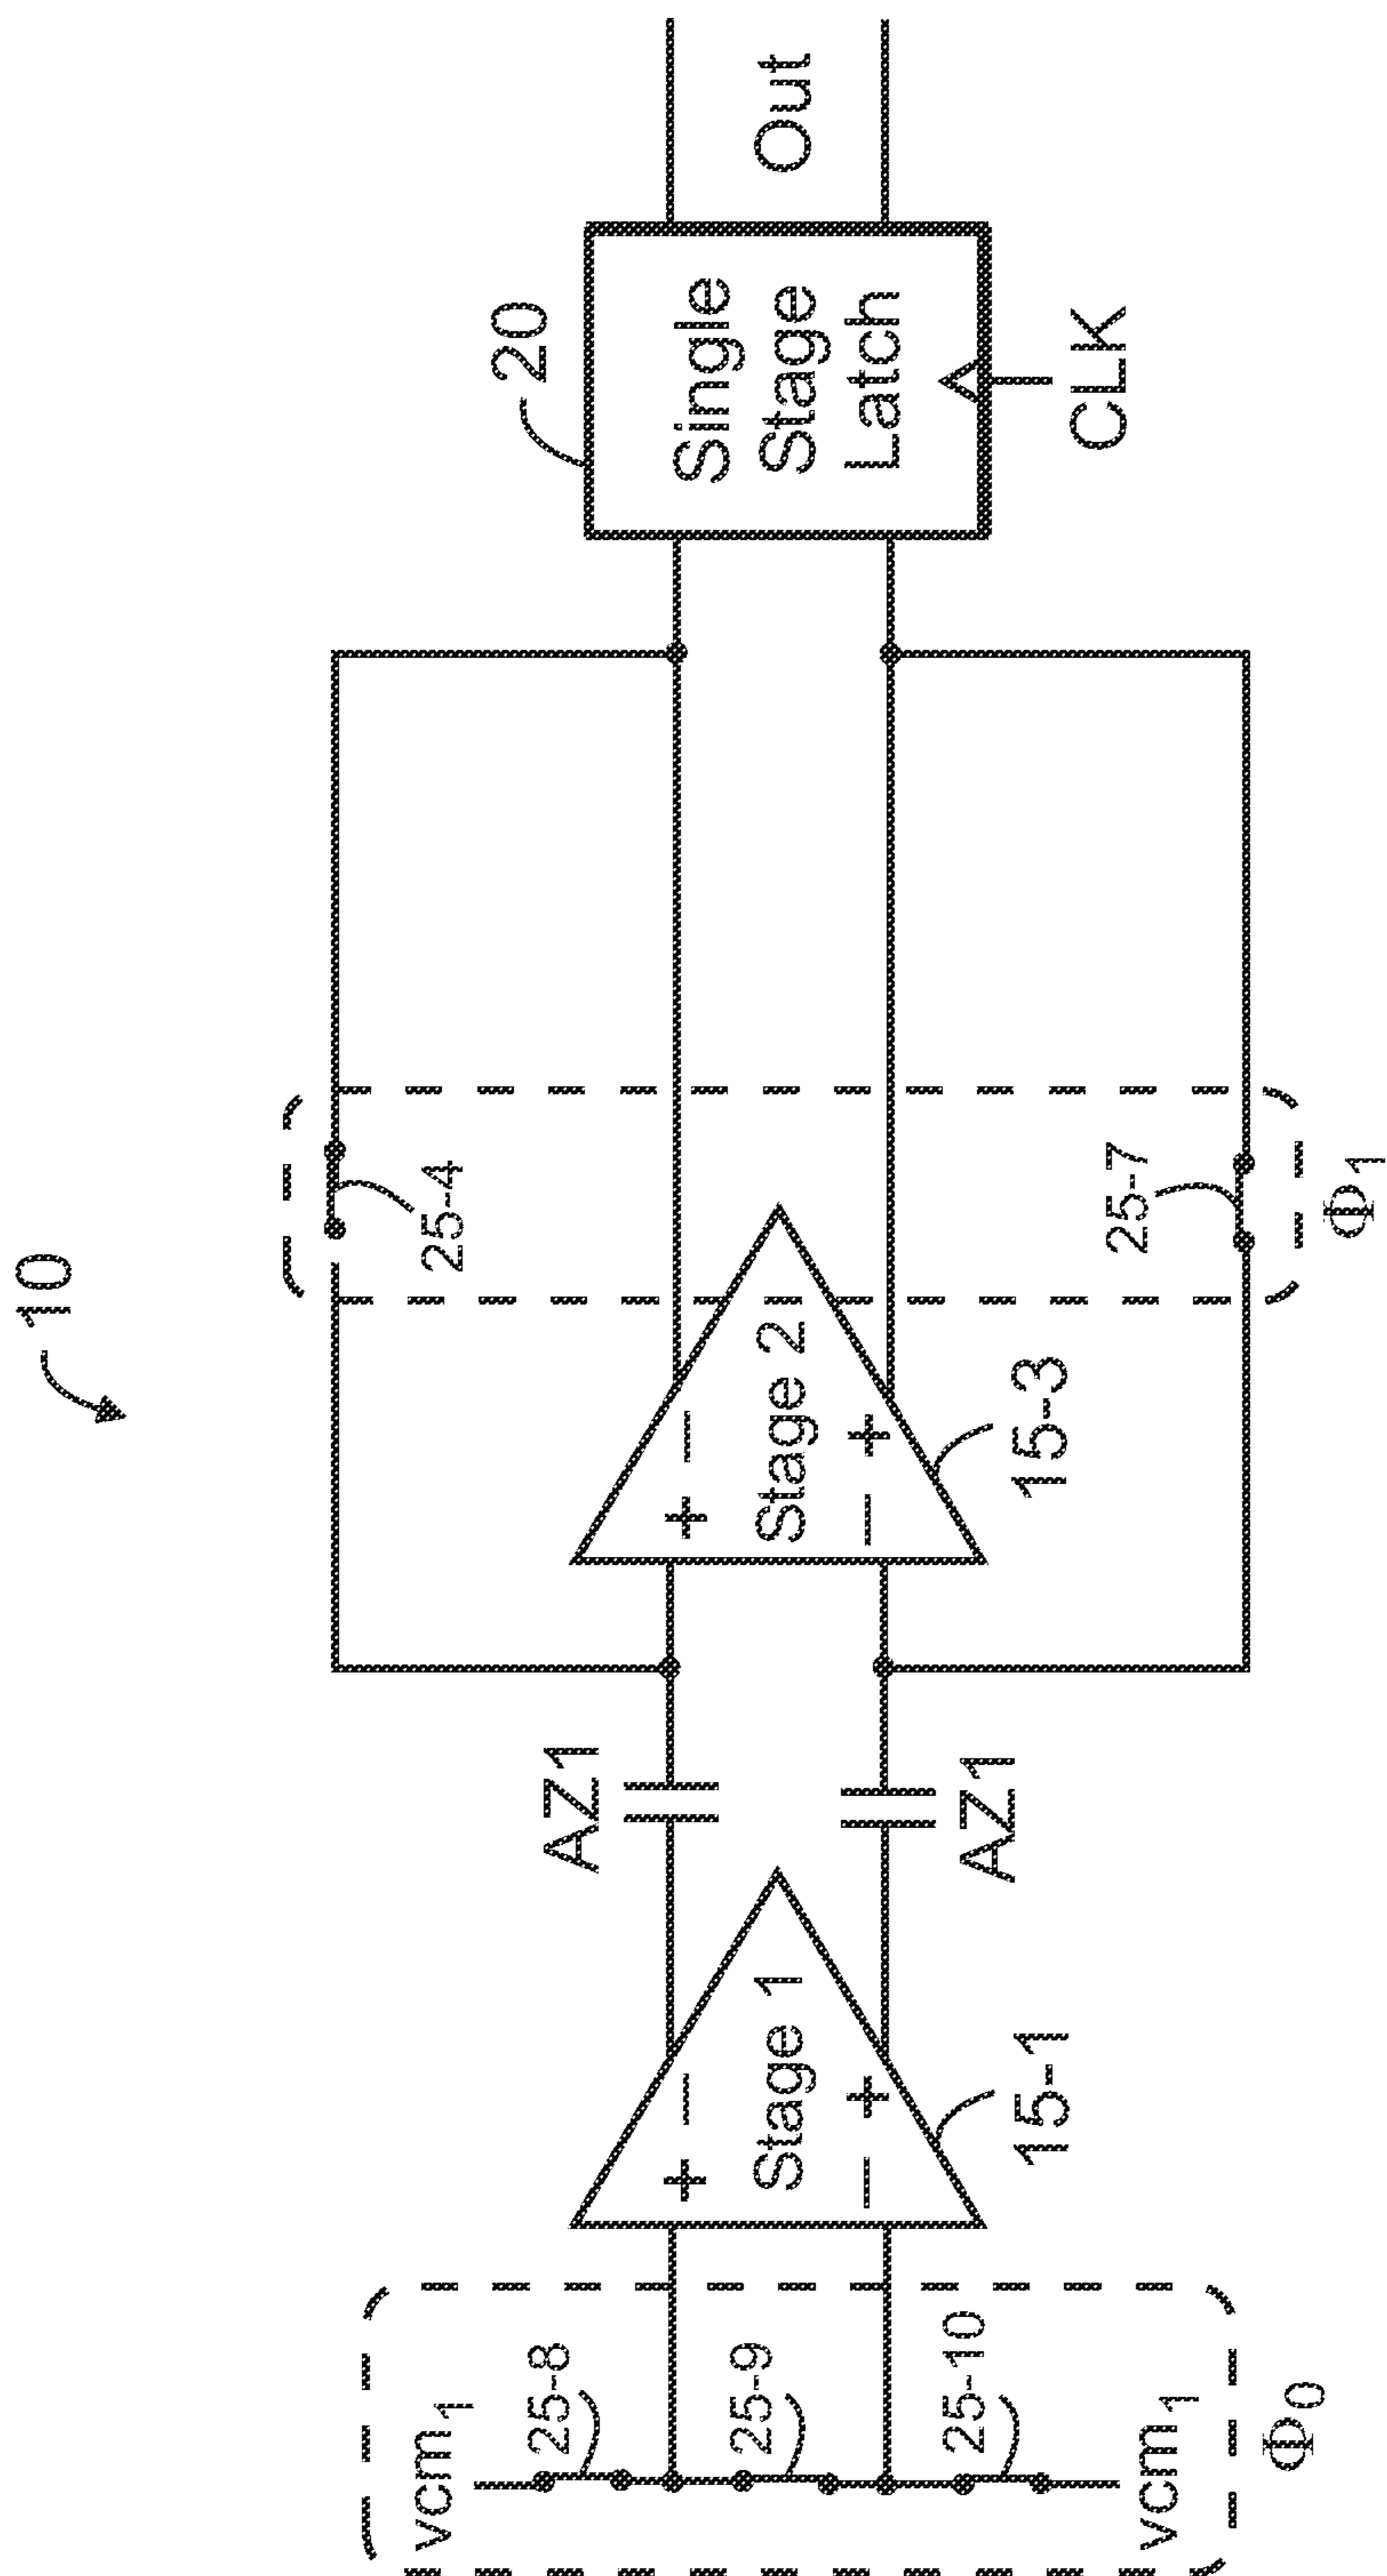 10
vcm1
25-8
25-9
25-10
vcm1
Φ0
+ −
Stage 1
− +
15-1
AZ1
AZ1
+ −
Stage 2
− +
15-3
25-4
25-7
Φ1
20
Single
Stage
Latch
CLK
Out